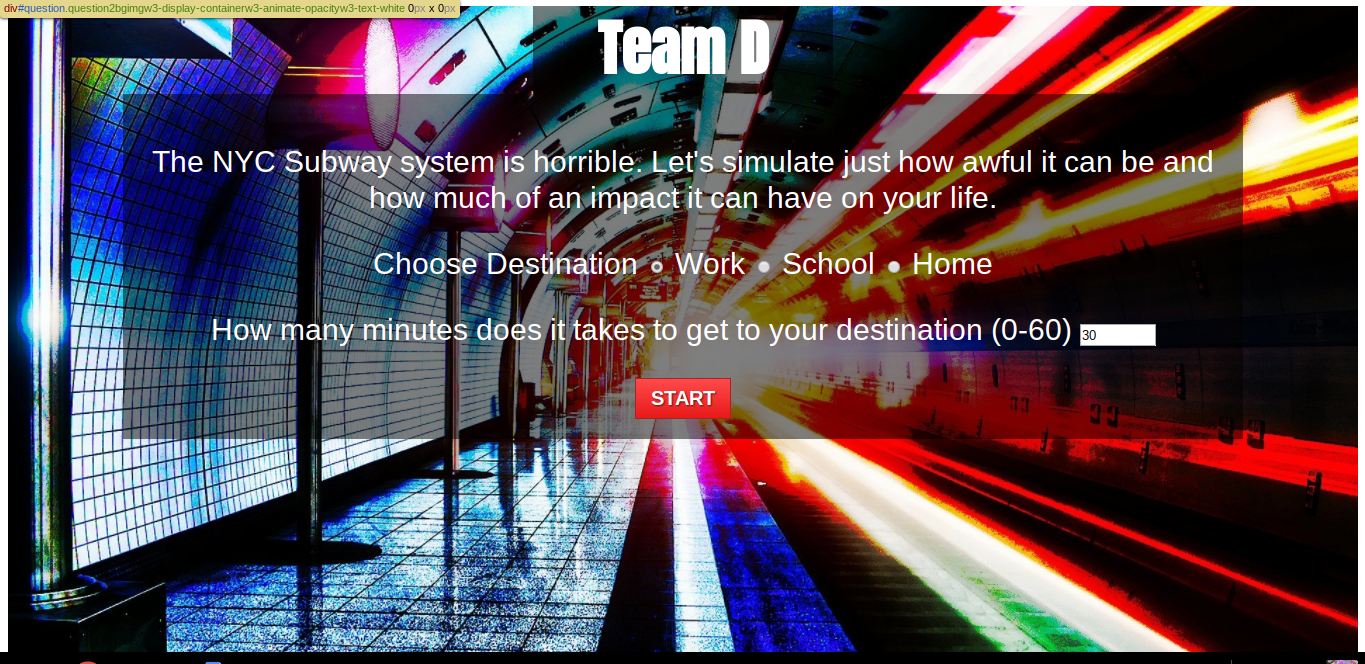 div#question.question2bgimgw3-display-containerw3-animate-opacityw3-text-white 0px x 0px
Team D
The NYC Subway system is horrible. Let's simulate just how awful it can be and
how much of an impact it can have on your life.
Choose Destination Work School Home
How many minutes does it takes to get to your destination (0-60) 30
START